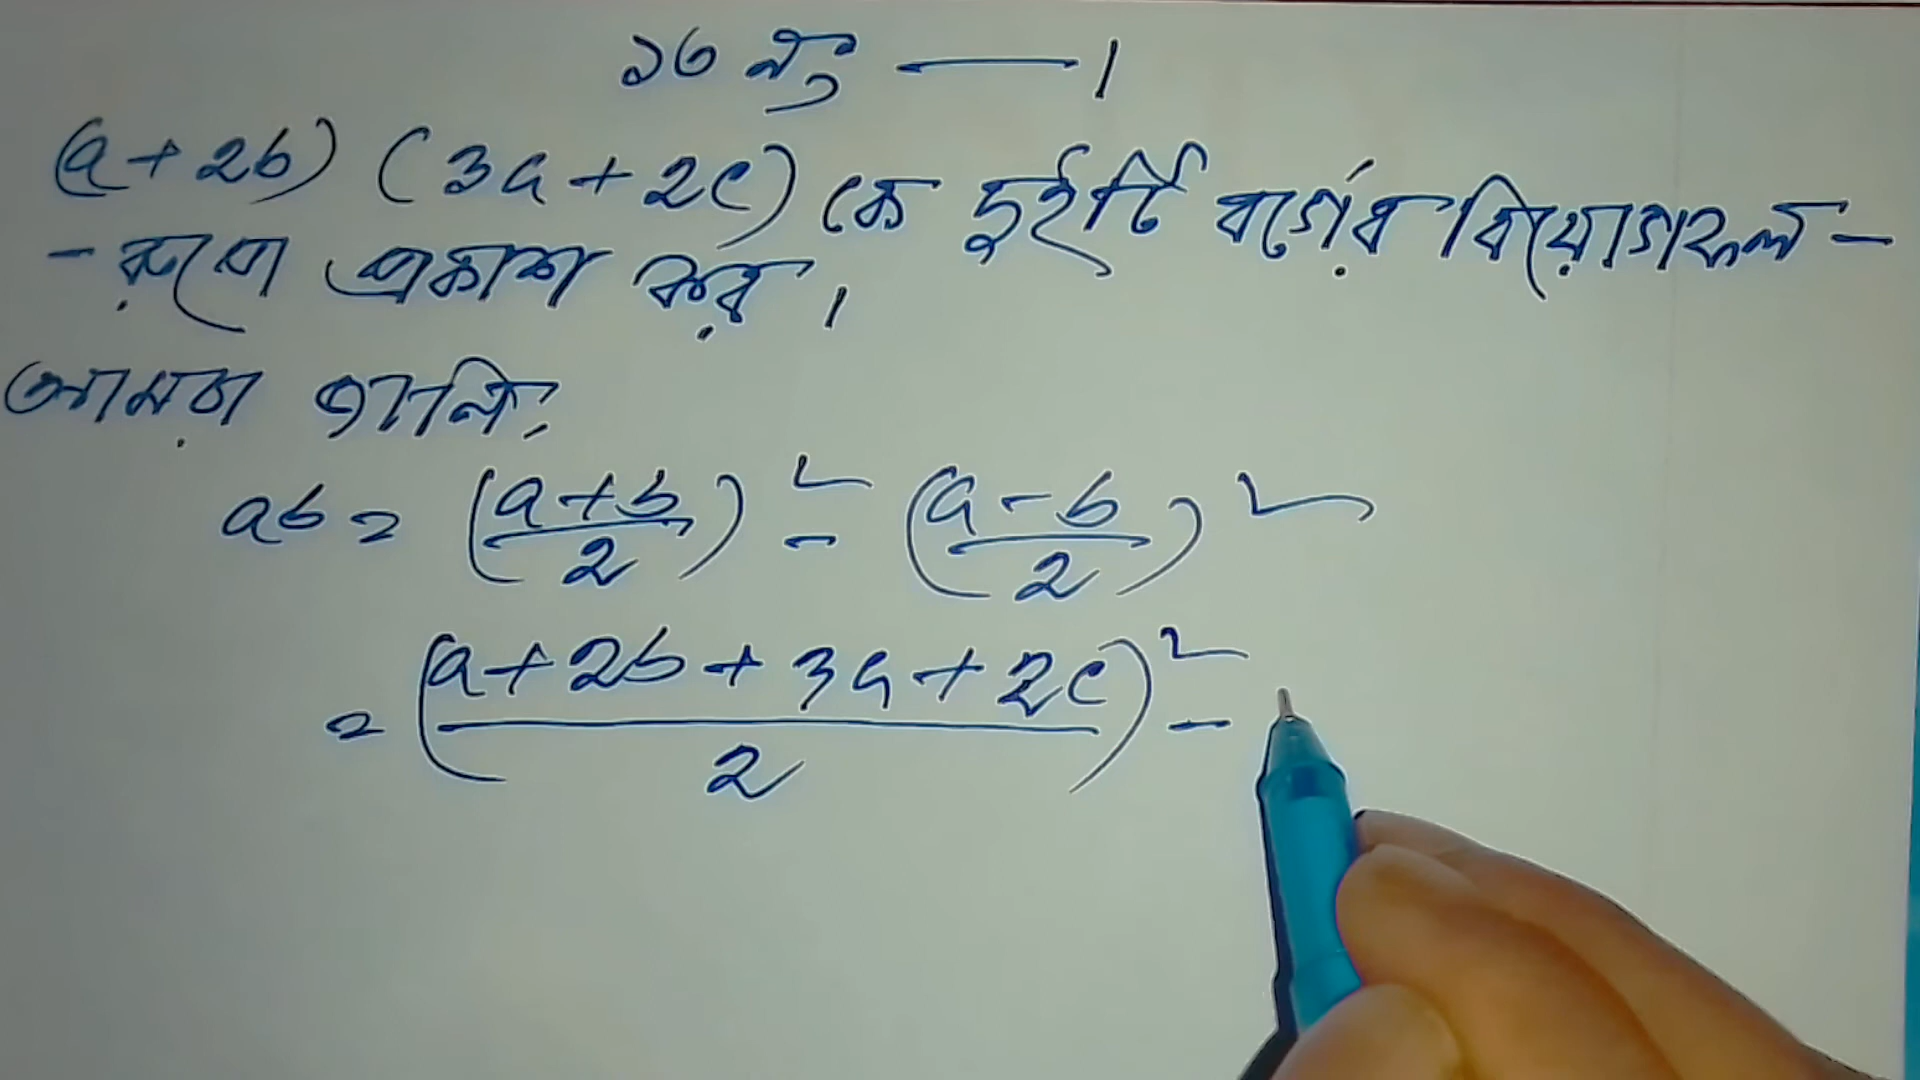 ১৩ নং — ।
(a+2b) (3a+2c) কে দুইটি বর্গের বিয়োগফল-
-রূপে প্রকাশ কর ।
আমরা জানি,
ab = (a+b/2)² - (a-b/2)²
= (a+2b+3a+2c/2)² -